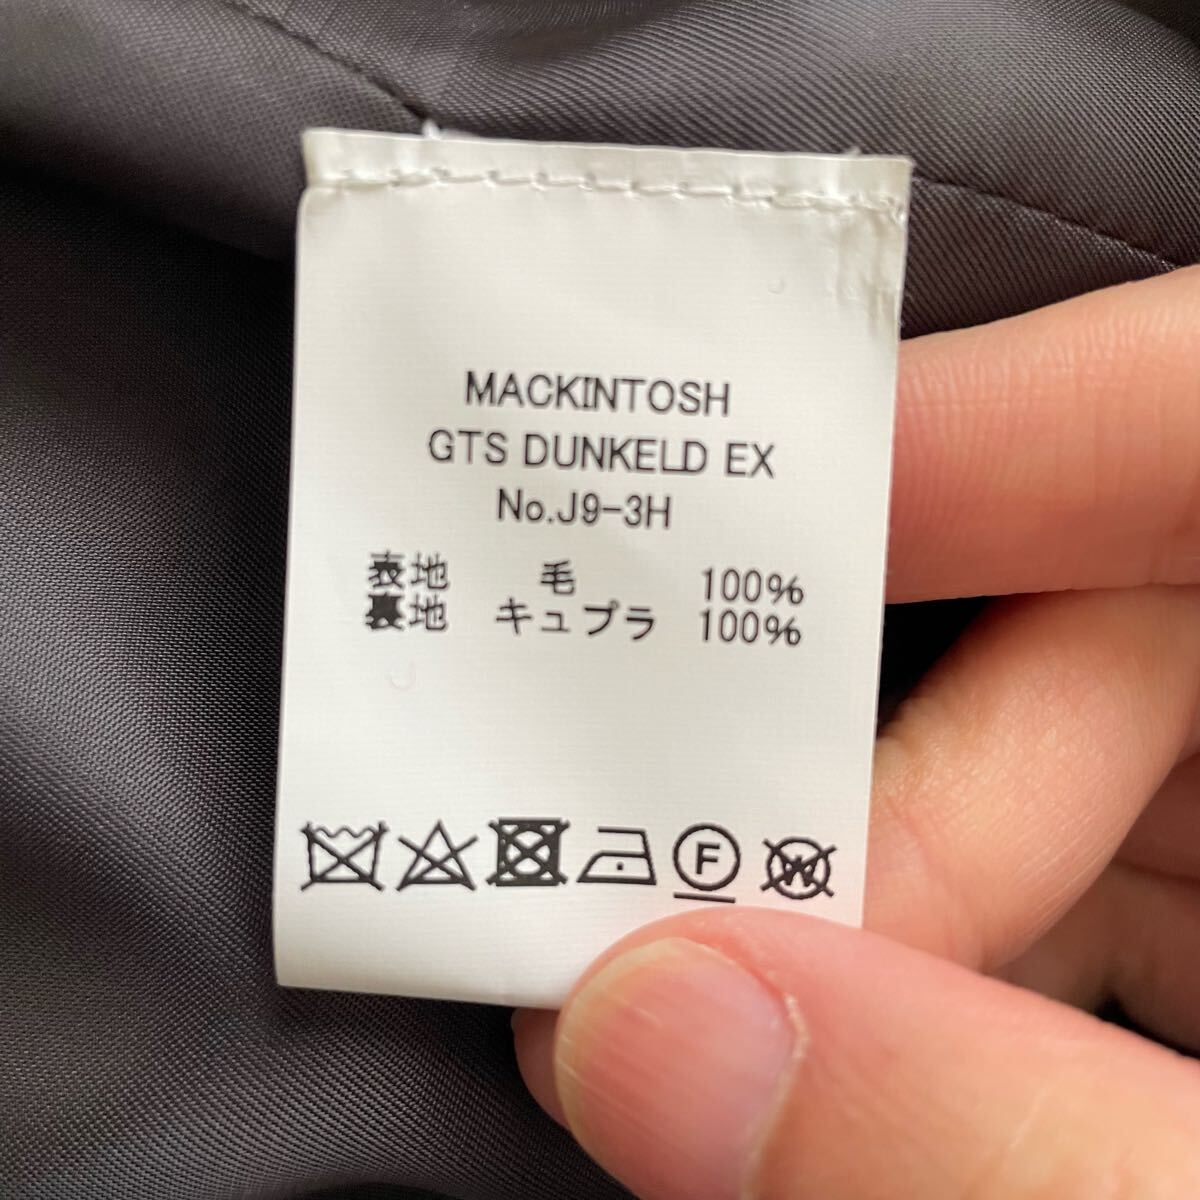 MACKINTOSH
GTS DUNKELD EX
No.J9-3H
表地 毛 100%
裏地 キュプラ 100%
F W